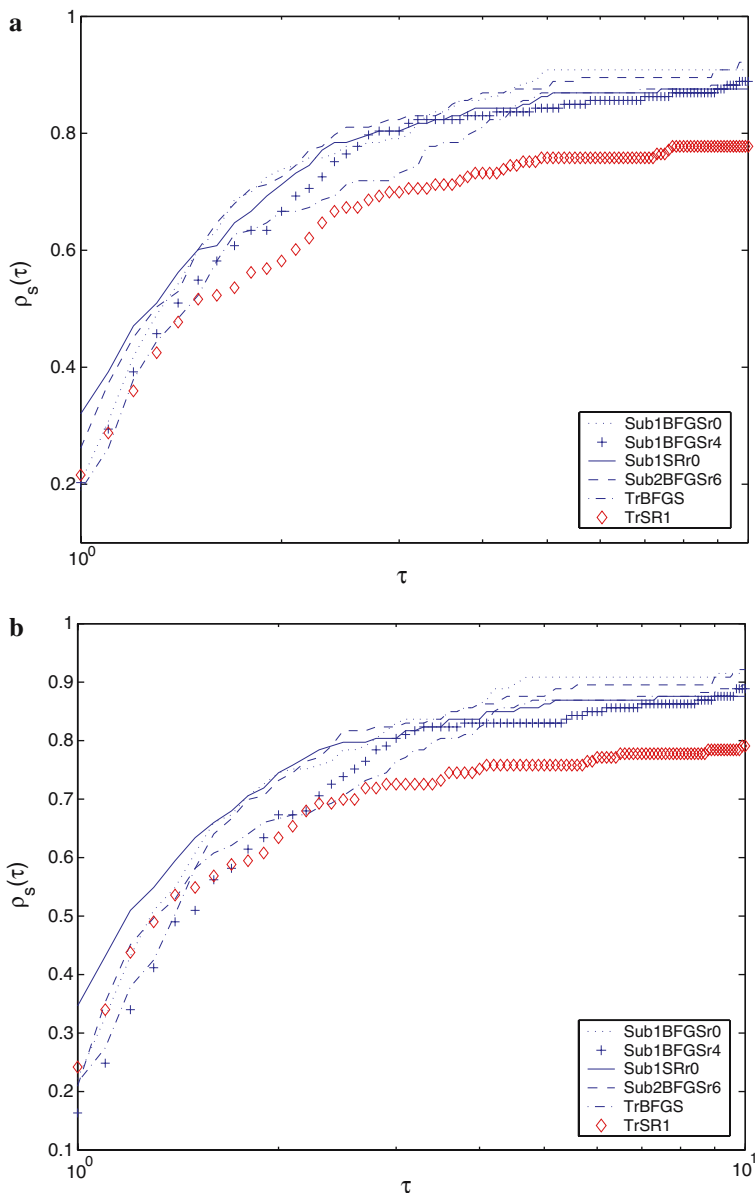 a
1
0.8
0.6
0.4
0.2
ρ_s(τ)
10^0
τ
Sub1BFGSr0
Sub1BFGSr4
Sub1SRr0
Sub2BFGSr6
TrBFGS
TrSR1
b
1
0.9
0.8
0.7
0.6
0.5
0.4
0.3
0.2
0.1
ρ_s(τ)
10^0
10^1
τ
Sub1BFGSr0
Sub1BFGSr4
Sub1SRr0
Sub2BFGSr6
TrBFGS
TrSR1